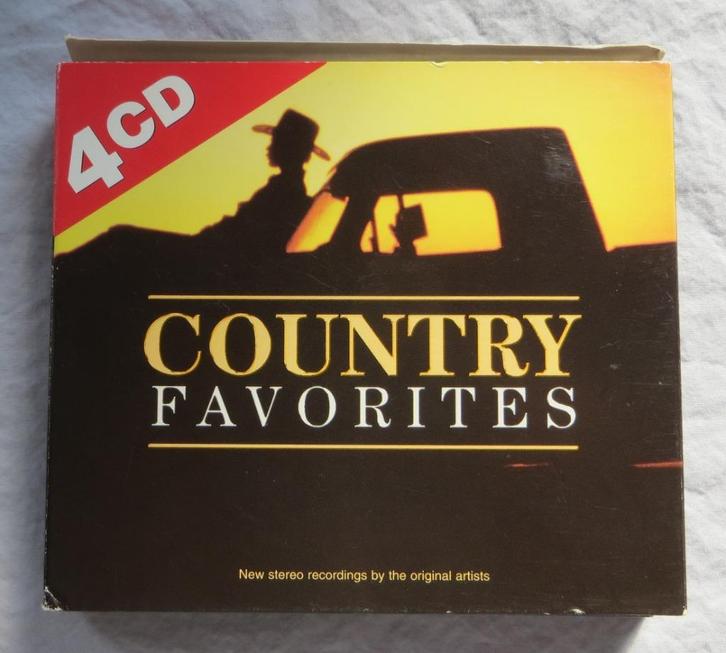 4CD
COUNTRY
FAVORITES
New stereo recordings by the original artists